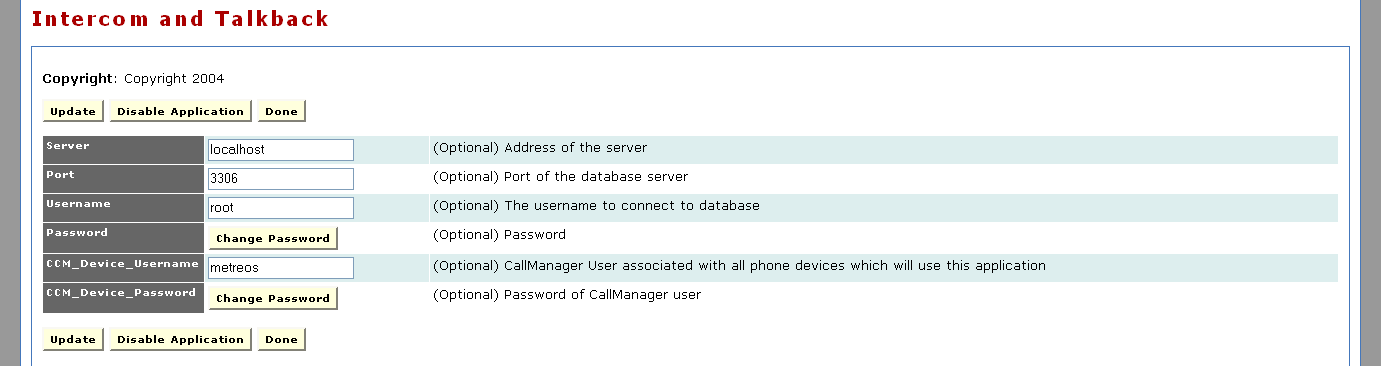 Intercom and Talkback
Copyright: Copyright 2004
Update Disable Application Done
Server localhost (Optional) Address of the server
Port 3306 (Optional) Port of the database server
Username root (Optional) The username to connect to database
Password Change Password (Optional) Password
CCM_Device_Username metreos (Optional) CallManager User associated with all phone devices which will use this application
CCM_Device_Password Change Password (Optional) Password of CallManager user
Update Disable Application Done